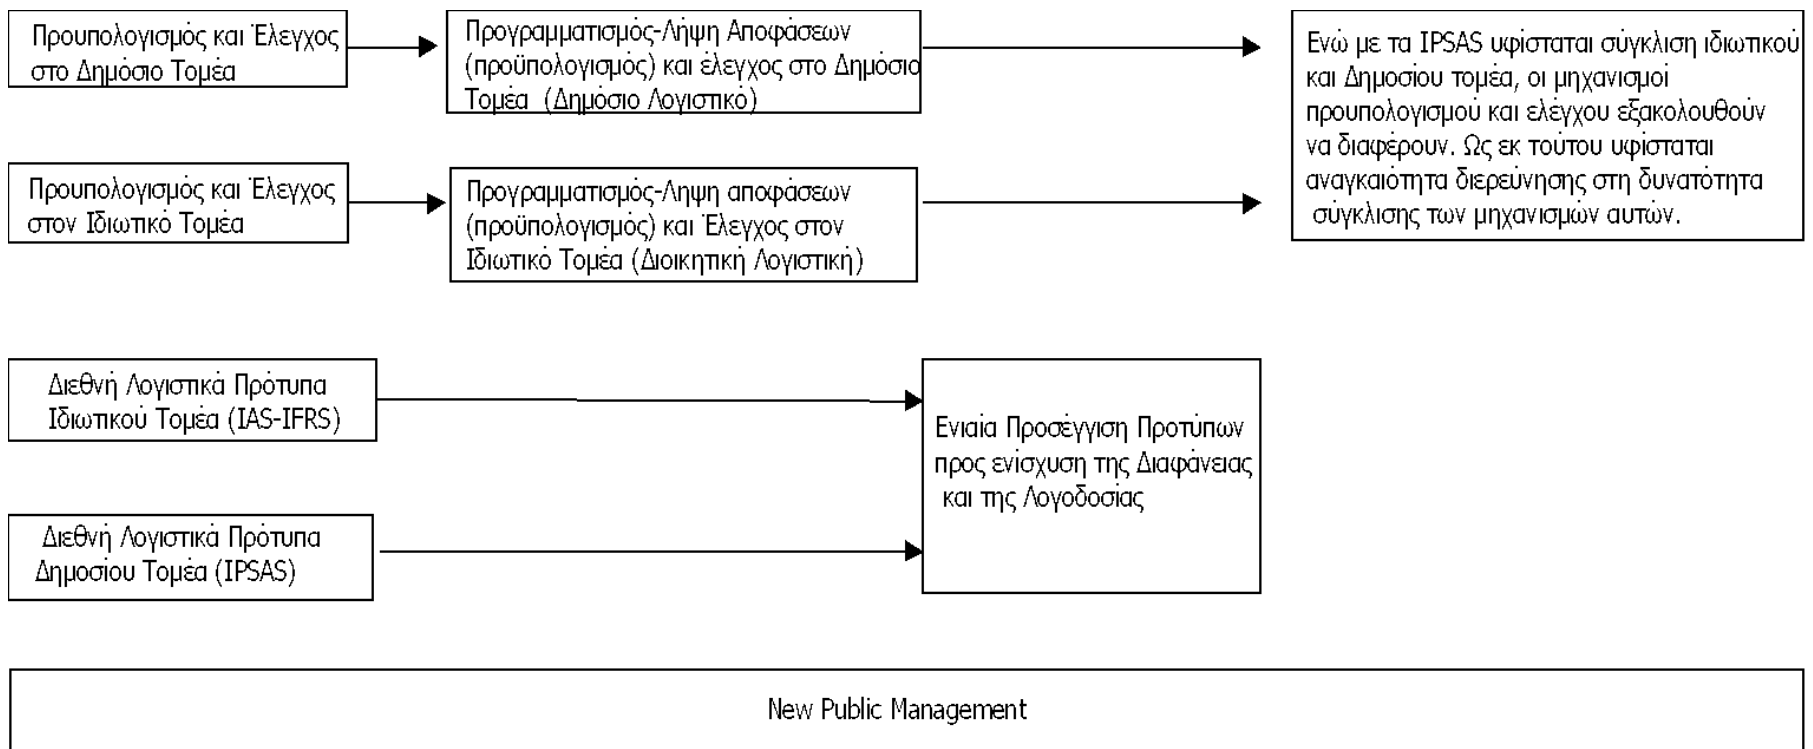 Προυπολογισμός και Έλεγχος
στο Δημόσιο Τομέα
Προγραμματισμός-Λήψη Αποφάσεων
(προϋπολογισμός) και έλεγχος στο Δημόσιο
Τομέα (Δημόσιο Λογιστικό)
Ενώ με τα IPSAS υφίσταται σύγκλιση ιδιωτικού
και Δημοσίου τομέα, οι μηχανισμοί
προυπολογισμού και ελέγχου εξακολουθούν
να διαφέρουν. Ως εκ τούτου υφίσταται
αναγκαιότητα διερεύνησης στη δυνατότητα
σύγκλισης των μηχανισμών αυτών.
Προυπολογισμός και Έλεγχος
στον Ιδιωτικό Τομέα
Προγραμματισμός-Ληψη αποφάσεων
(προϋπολογισμός) και Έλεγχος στον
Ιδιωτικό Τομέα (Διοικητική Λογιστική)
Διεθνή Λογιστικά Πρότυπα
Ιδιωτικού Τομέα (IAS-IFRS)
Ενιαία Προσέγγιση Προτύπων
προς ενίσχυση της Διαφάνειας
και της Λογοδοσίας
Διεθνή Λογιστικά Πρότυπα
Δημοσίου Τομέα (IPSAS)
New Public Management